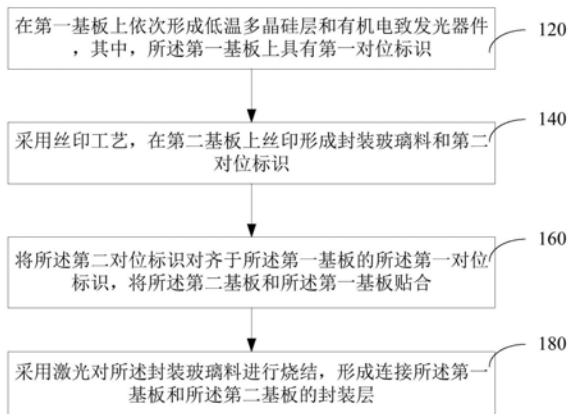 在第一基板上依次形成低温多晶硅层和有机电致发光器件
，其中，所述第一基板上具有第一对位标识
120
采用丝印工艺，在第二基板上丝印形成封装玻璃料和第二
对位标识
140
将所述第二对位标识对齐于所述第一基板的所述第一对位
标识，将所述第二基板和所述第一基板贴合
160
采用激光对所述封装玻璃料进行烧结，形成连接所述第一
基板和所述第二基板的封装层
180